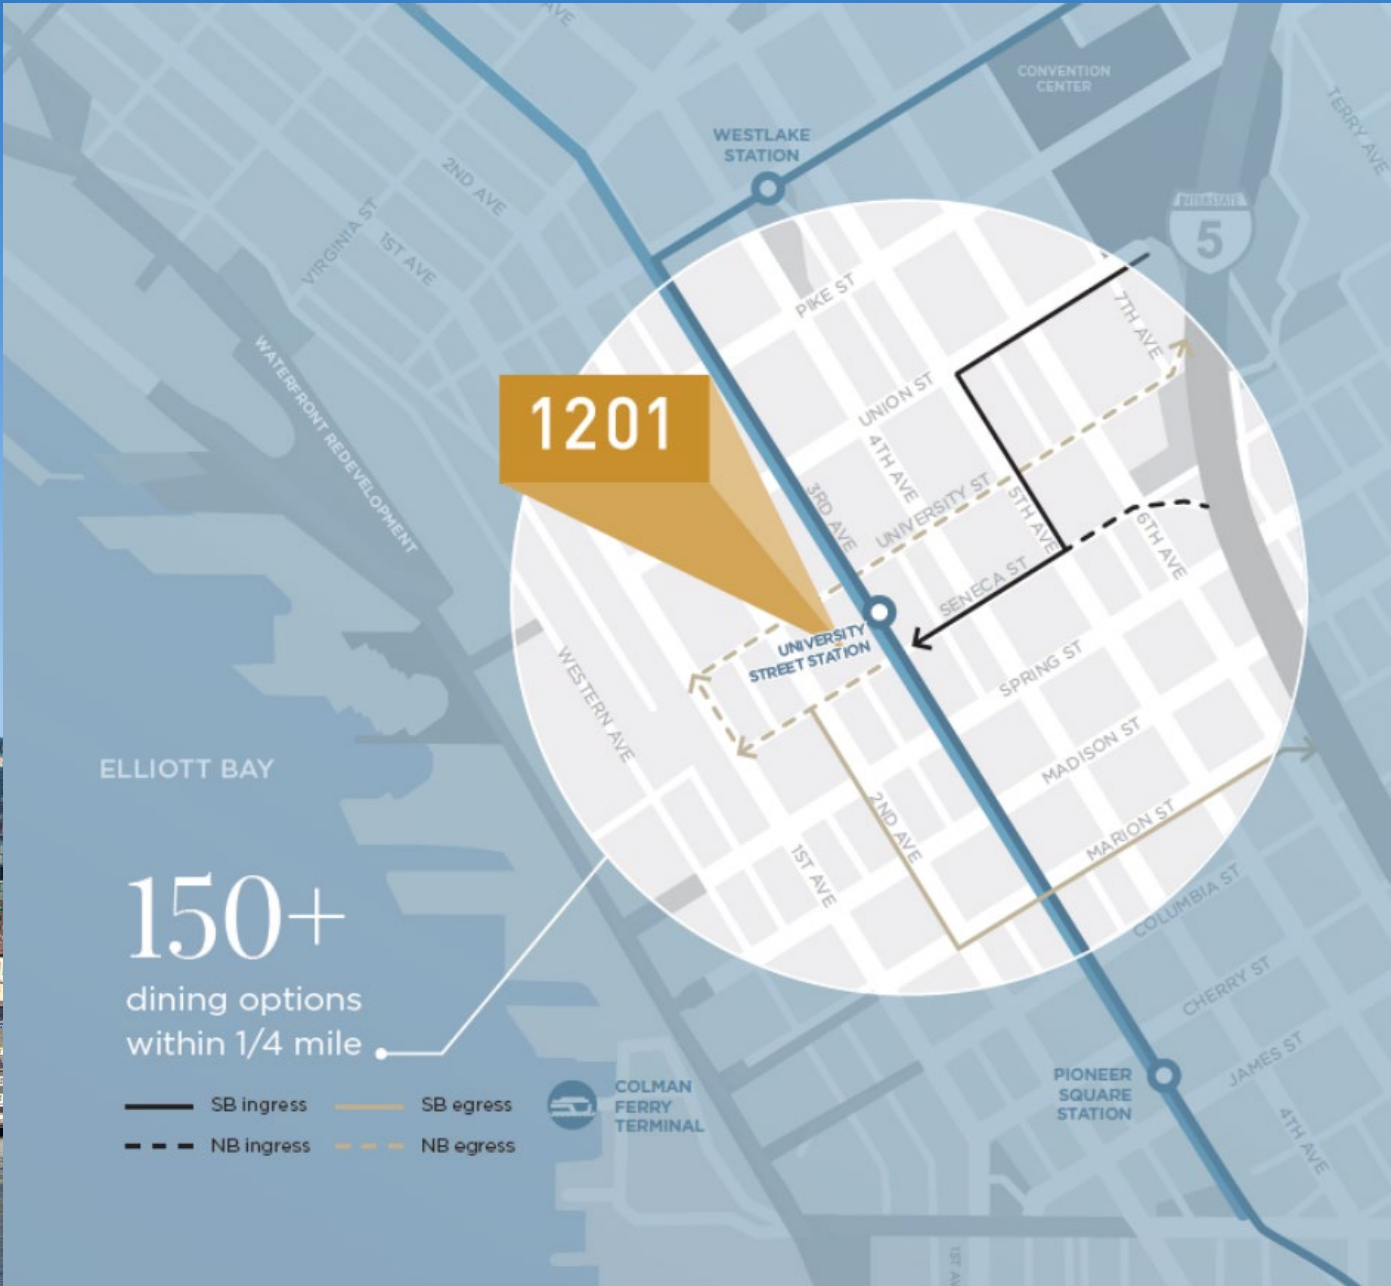 AVE
CONVENTION
CENTER
TERRY AVE
WESTLAKE
STATION
2ND AVE
VIRGINIA ST
1ST AVE
INTERSTATE
5
PIKE ST
7TH AVE
WATERFRONT REDEVELOPMENT
1201
UNION ST
4TH AVE
3RD AVE
UNIVERSITY ST
5TH AVE
6TH AVE
SENECA ST
UNIVERSITY
STREET STATION
SPRING ST
WESTERN AVE
MADISON ST
ELLIOTT BAY
2ND AVE
MARION ST
1ST AVE
COLUMBIA ST
150+
dining options
within 1/4 mile
CHERRY ST
JAMES ST
PIONEER
SQUARE
STATION
4TH AVE
COLMAN
FERRY
TERMINAL
SB ingress
SB egress
NB ingress
NB egress